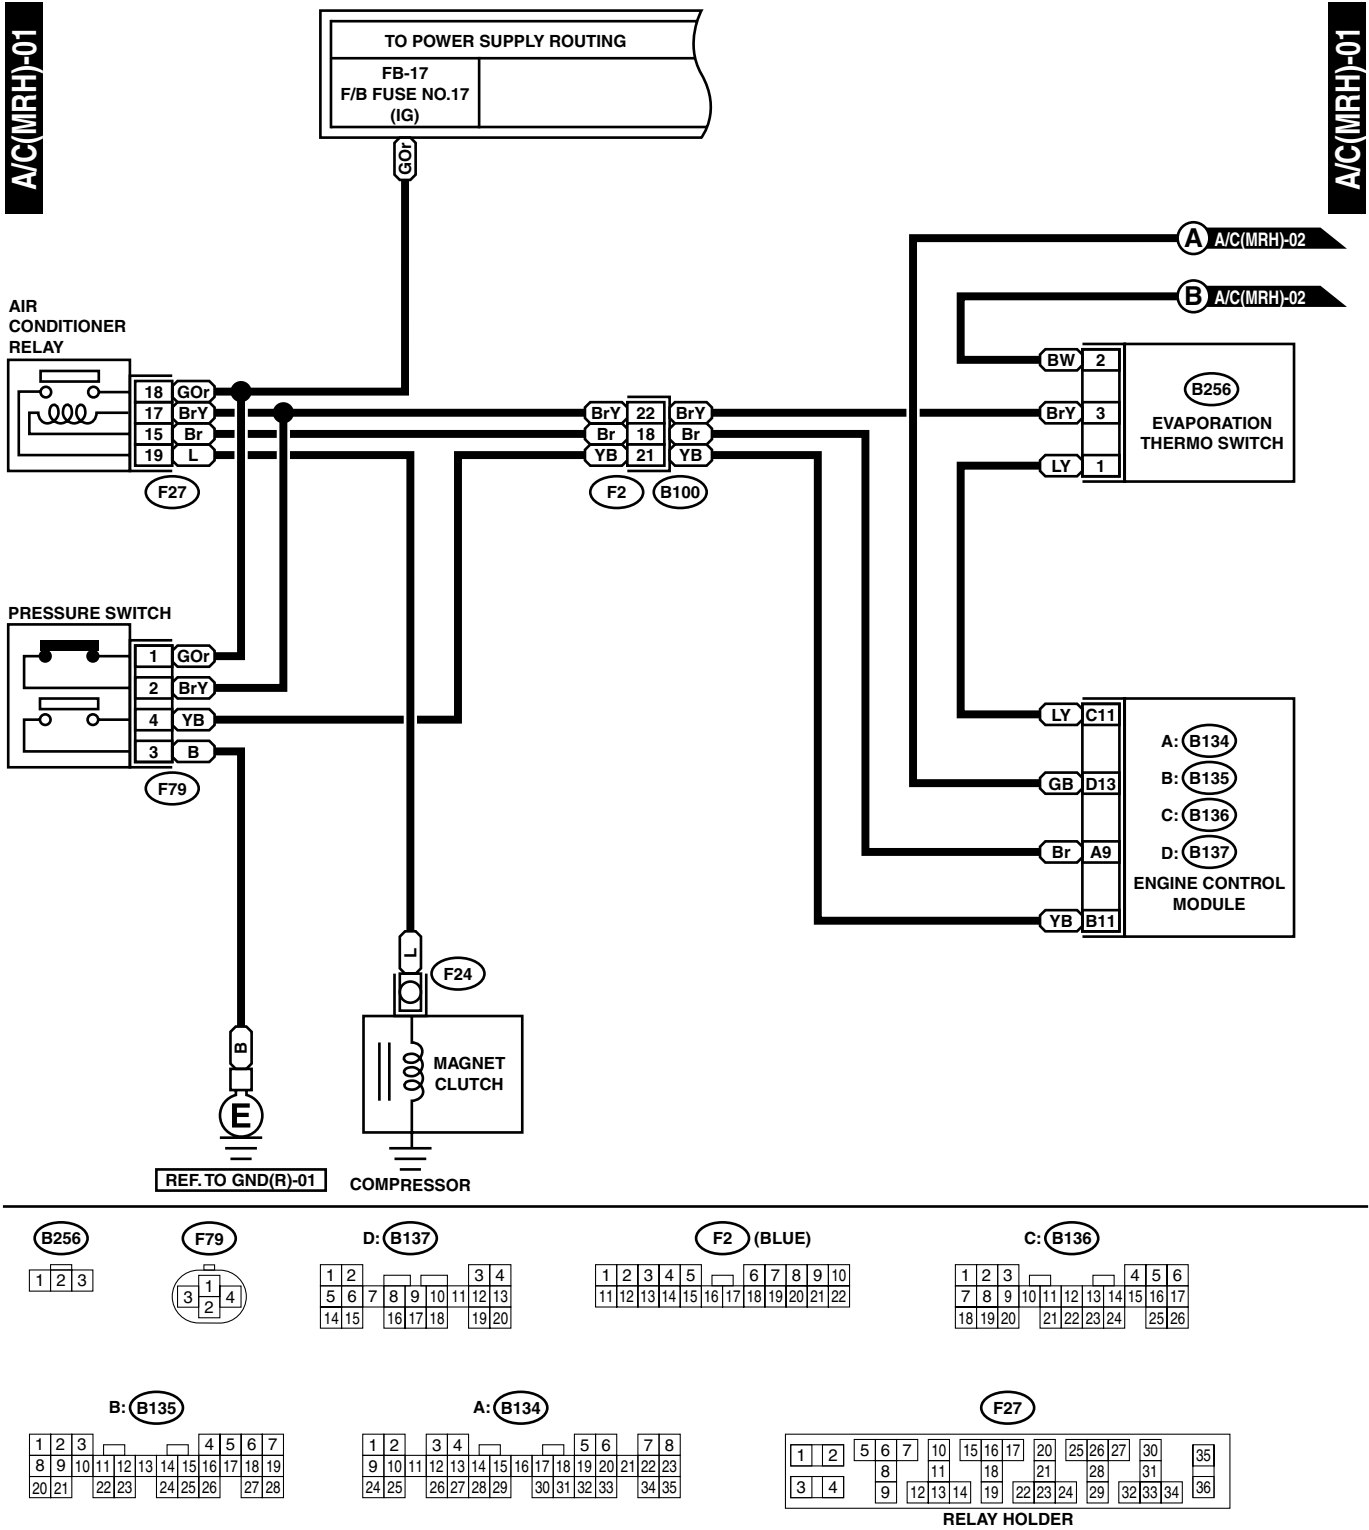 A/C(MRH)-01
A/C(MRH)-01
TO POWER SUPPLY ROUTING
FB-17
F/B FUSE NO.17
(IG)
GOr
A A/C(MRH)-02
B A/C(MRH)-02
AIR
CONDITIONER
RELAY
18 GOr
17 BrY
15 Br
19 L
F27
BrY 22 BrY
Br 18 Br
YB 21 YB
F2 B100
BW 2
BrY 3
LY 1
B256
EVAPORATION
THERMO SWITCH
PRESSURE SWITCH
1 GOr
2 BrY
4 YB
3 B
F79
LY C11
GB D13
Br A9
YB B11
A: B134
B: B135
C: B136
D: B137
ENGINE CONTROL
MODULE
L
F24
MAGNET
CLUTCH
COMPRESSOR
B
E
REF. TO GND(R)-01
B256
1 2 3
F79
1
3 4
2
D: B137
1 2 3 4
5 6 7 8 9 10 11 12 13
14 15 16 17 18 19 20
F2 (BLUE)
1 2 3 4 5 6 7 8 9 10
11 12 13 14 15 16 17 18 19 20 21 22
C: B136
1 2 3 4 5 6
7 8 9 10 11 12 13 14 15 16 17
18 19 20 21 22 23 24 25 26
B: B135
1 2 3 4 5 6 7
8 9 10 11 12 13 14 15 16 17 18 19
20 21 22 23 24 25 26 27 28
A: B134
1 2 3 4 5 6 7 8
9 10 11 12 13 14 15 16 17 18 19 20 21 22 23
24 25 26 27 28 29 30 31 32 33 34 35
F27
1 2 5 6 7 10 15 16 17 20 25 26 27 30 35
8 11 18 21 28 31
3 4 9 12 13 14 19 22 23 24 29 32 33 34 36
RELAY HOLDER